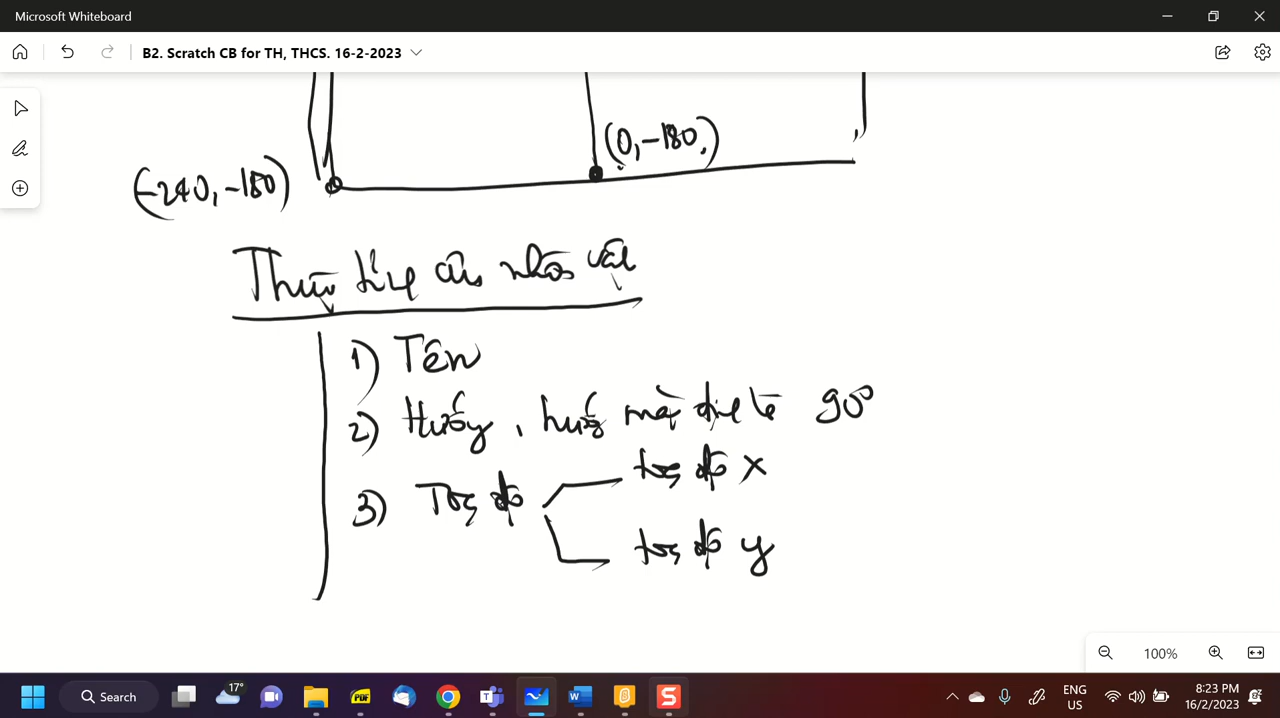 Microsoft Whiteboard
B2. Scratch CB for TH, THCS. 16-2-2023
(0, -180)
(-240, -180)
Thuộc tính của nhân vật
1) Tên
2) Hướng, hướng mặc định là 90°
3) Toạ độ
toạ độ x
toạ độ y
100%
Search
17°
PDF
ENG
US
8:23 PM
16/2/2023